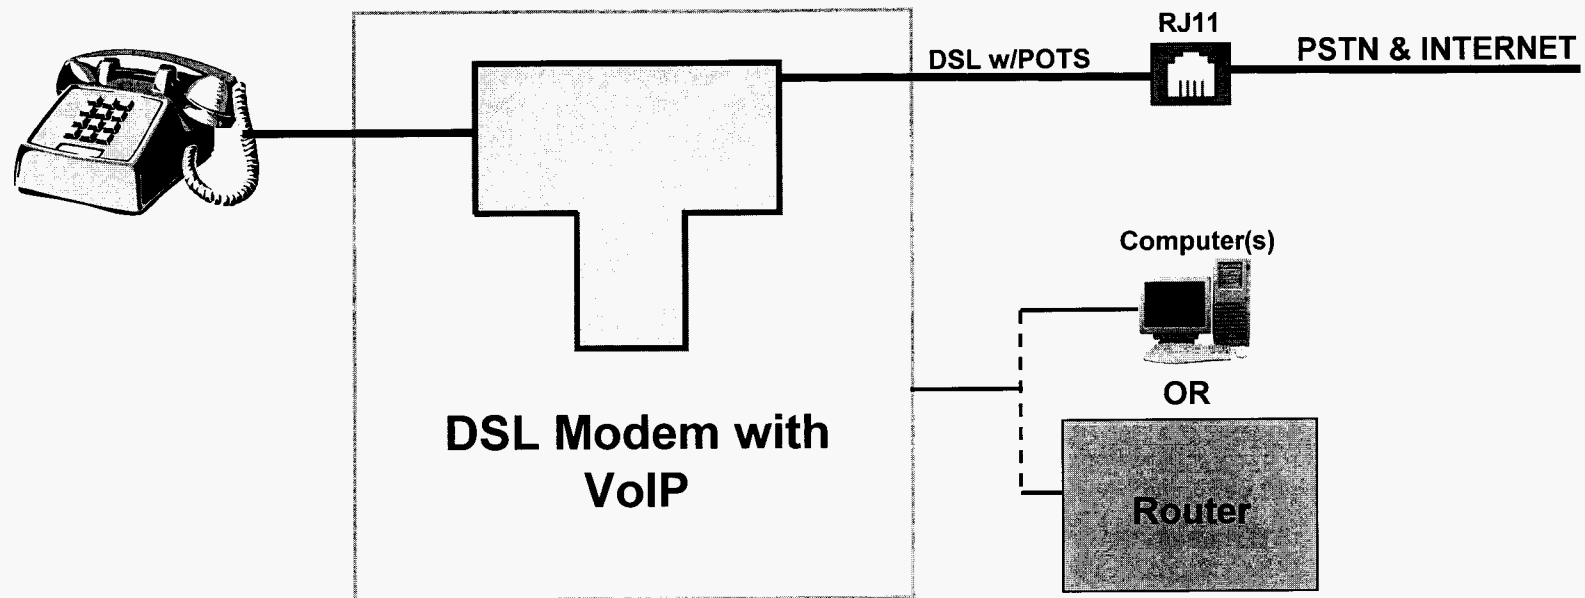 RJ11
DSL w/POTS
PSTN & INTERNET
Computer(s)
OR
DSL Modem with
VoIP
Router